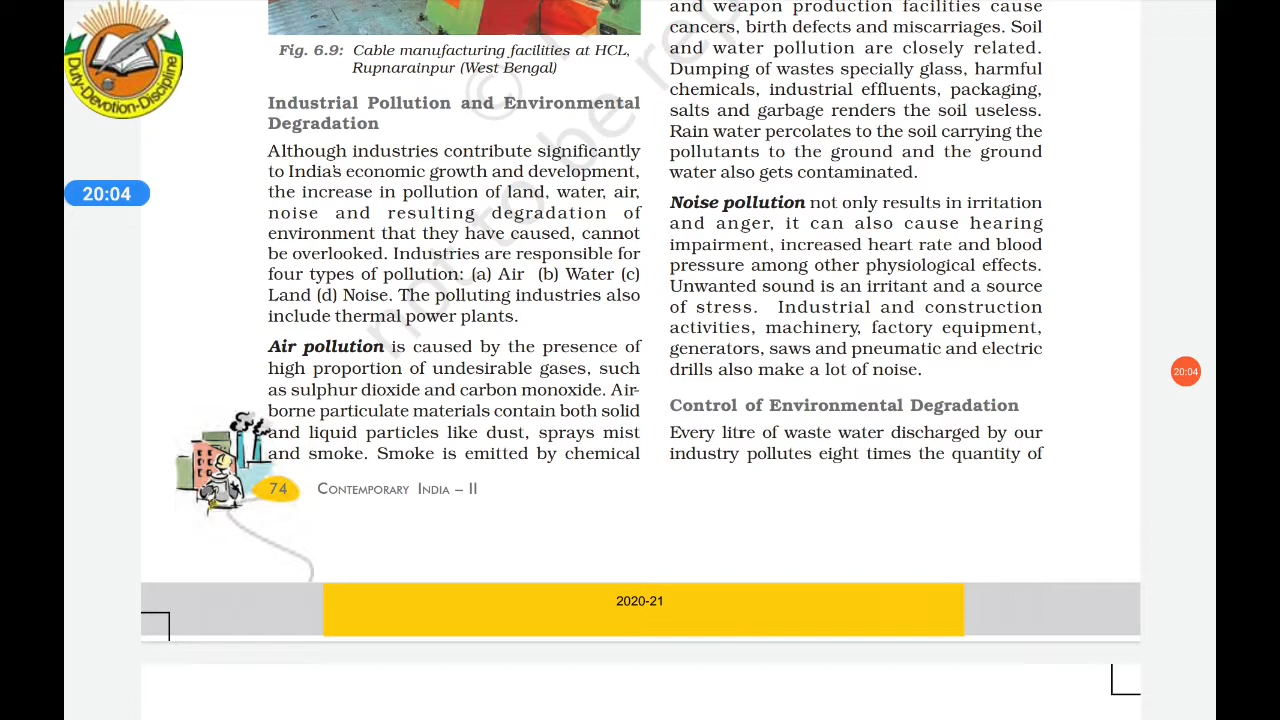 Duty-Devotion-Discipline
20:04
Fig. 6.9: Cable manufacturing facilities at HCL,
Rupnarainpur (West Bengal)
Industrial Pollution and Environmental
Degradation
Although industries contribute significantly
to India's economic growth and development,
the increase in pollution of land, water, air,
noise and resulting degradation of
environment that they have caused, cannot
be overlooked. Industries are responsible for
four types of pollution: (a) Air (b) Water (c)
Land (d) Noise. The polluting industries also
include thermal power plants.
Air pollution is caused by the presence of
high proportion of undesirable gases, such
as sulphur dioxide and carbon monoxide. Air-
borne particulate materials contain both solid
and liquid particles like dust, sprays mist
and smoke. Smoke is emitted by chemical
74 Contemporary India – II
and weapon production facilities cause
cancers, birth defects and miscarriages. Soil
and water pollution are closely related.
Dumping of wastes specially glass, harmful
chemicals, industrial effluents, packaging,
salts and garbage renders the soil useless.
Rain water percolates to the soil carrying the
pollutants to the ground and the ground
water also gets contaminated.
Noise pollution not only results in irritation
and anger, it can also cause hearing
impairment, increased heart rate and blood
pressure among other physiological effects.
Unwanted sound is an irritant and a source
of stress. Industrial and construction
activities, machinery, factory equipment,
generators, saws and pneumatic and electric
drills also make a lot of noise.
Control of Environmental Degradation
Every litre of waste water discharged by our
industry pollutes eight times the quantity of
20:04
2020-21
©
not to be rep